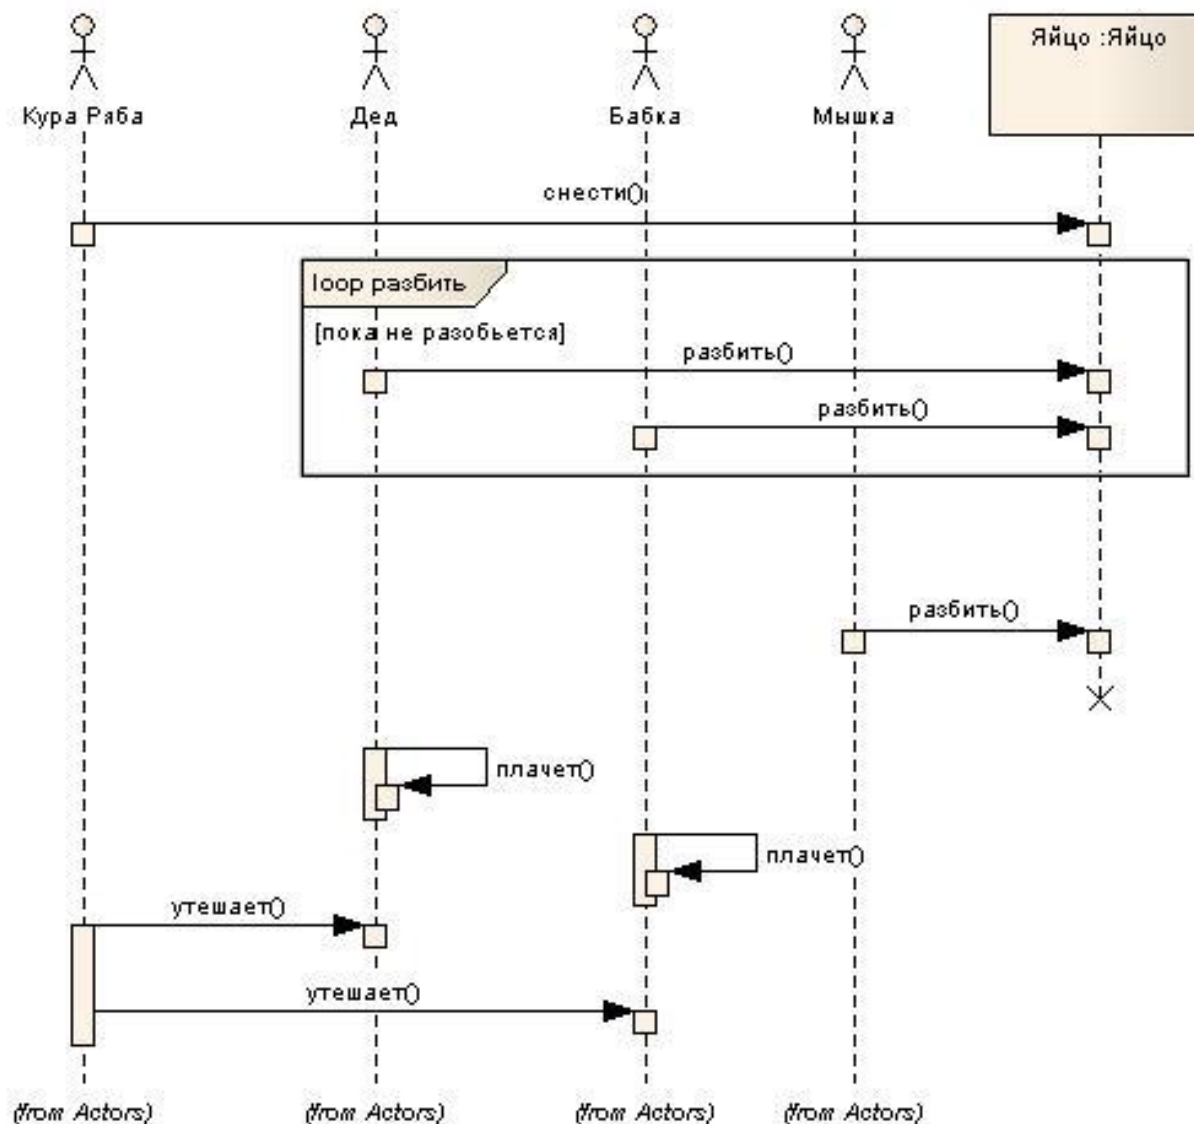 Кура Ряба
Дед
Бабка
Мышка
Яйцо :Яйцо
снести()
loop разбить
[пока не разобьется]
разбить()
разбить()
разбить()
плачет()
плачет()
утешает()
утешает()
(from Actors)
(from Actors)
(from Actors)
(from Actors)